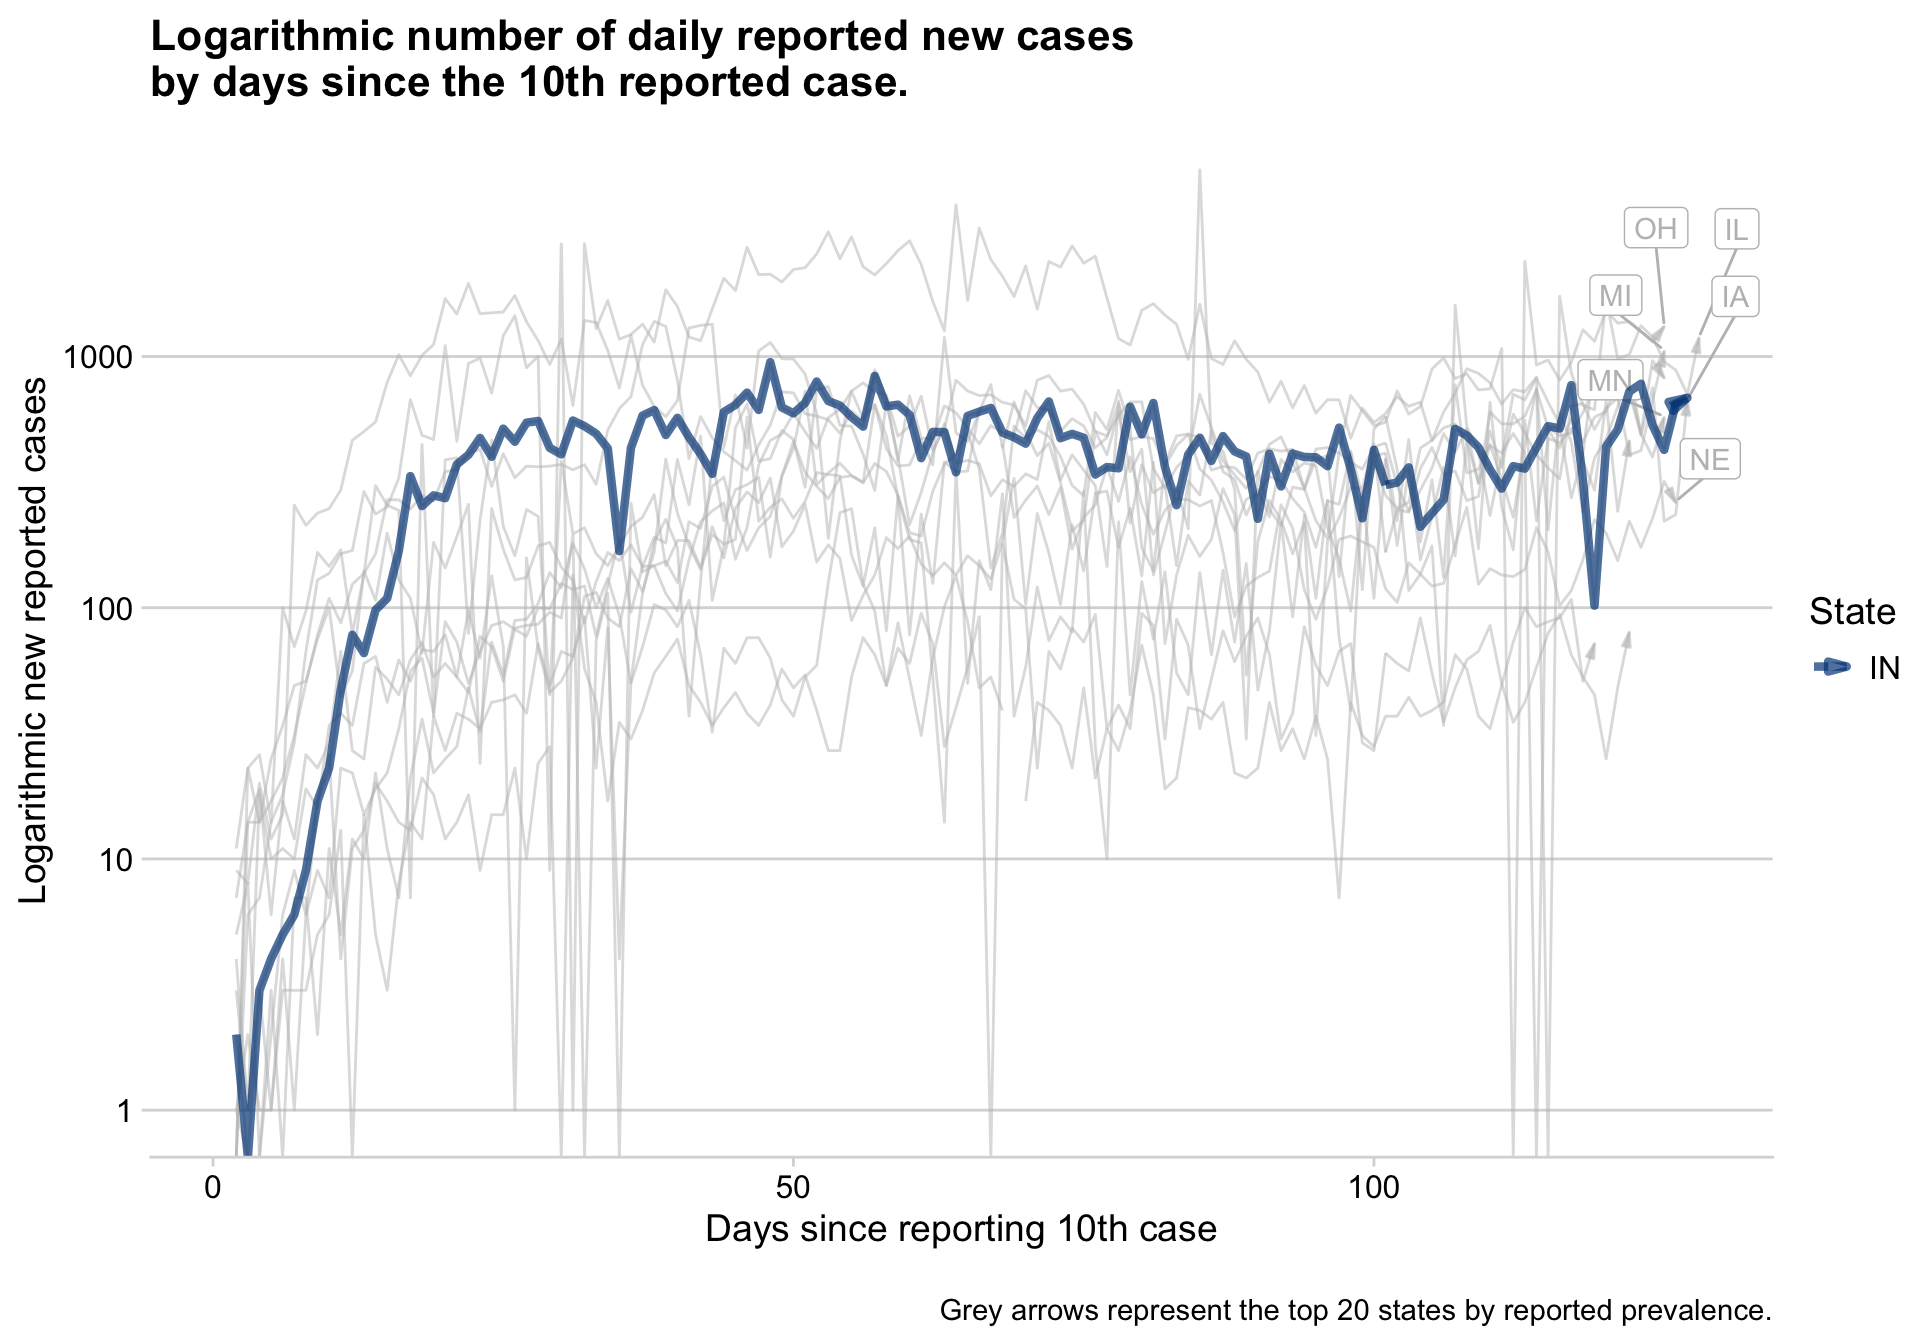 Logarithmic number of daily reported new cases
by days since the 10th reported case.
Logarithmic new reported cases
1000
100
10
1
OH
IL
MI
IA
MN
NE
State
IN
0
50
100
Days since reporting 10th case
Grey arrows represent the top 20 states by reported prevalence.